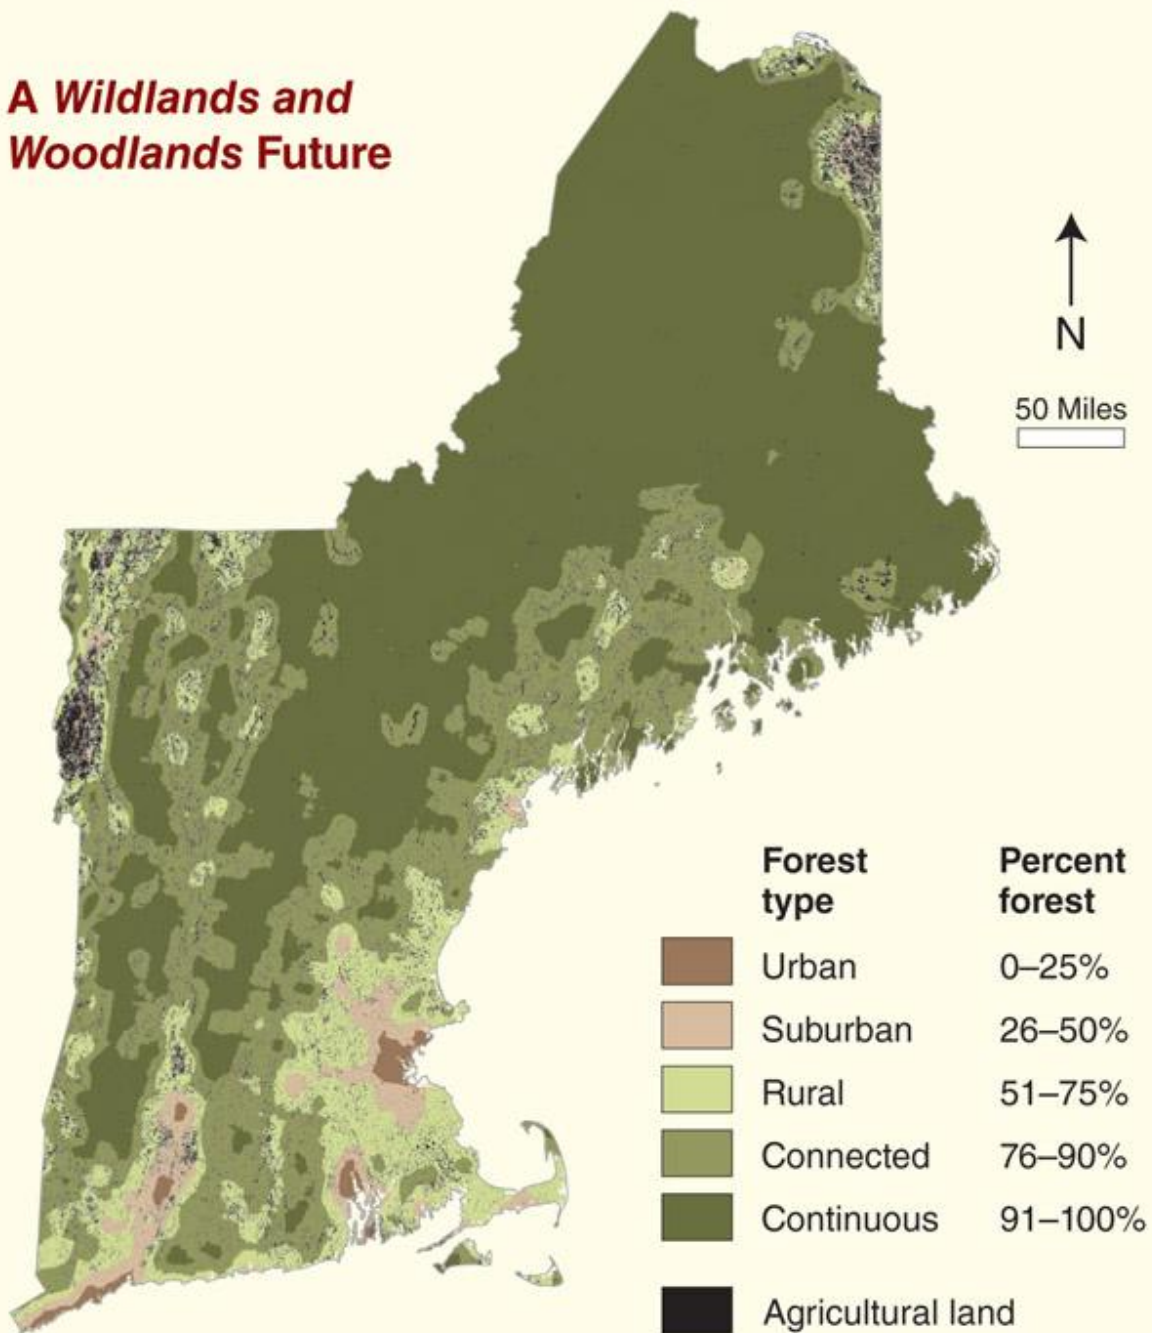 A Wildlands and
Woodlands Future
N
50 Miles
Forest type Percent forest
Urban 0–25%
Suburban 26–50%
Rural 51–75%
Connected 76–90%
Continuous 91–100%
Agricultural land